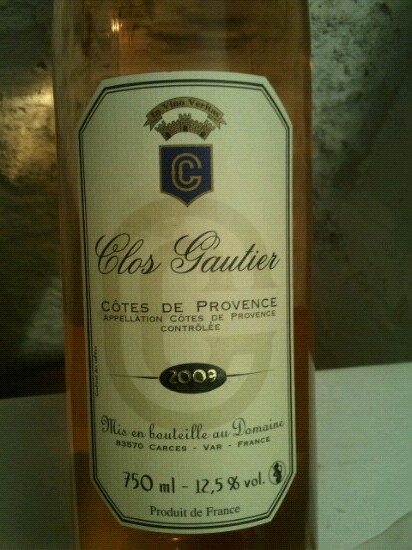 In Vino Veritas
CG
Clos Gautier
CÔTES DE PROVENCE
APPELLATION CÔTES DE PROVENCE
CONTRÔLÉE
2009
Mis en bouteille au Domaine
83570 CARCES - VAR - FRANCE
750 ml - 12,5 % vol.
Produit de France